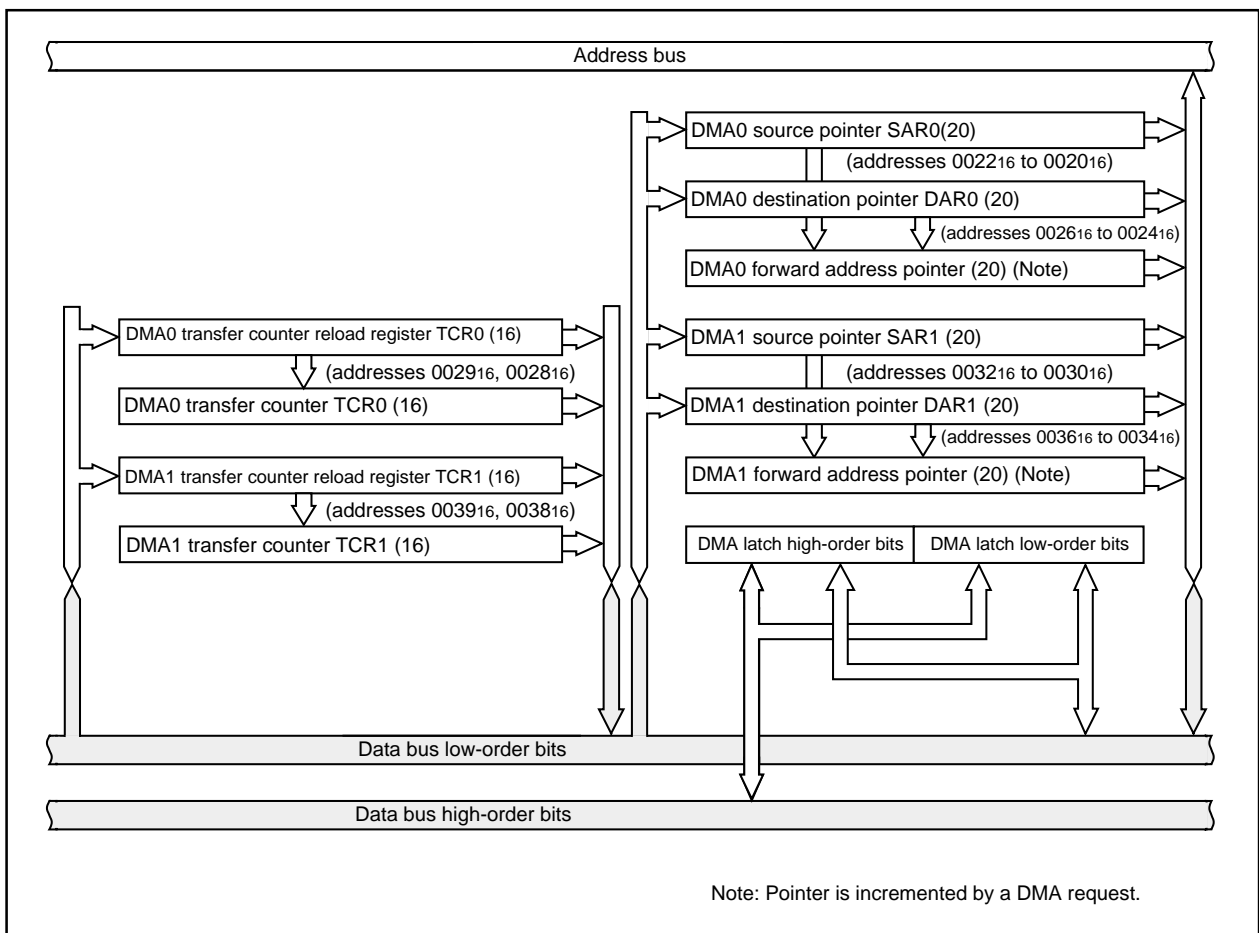 Address bus
DMA0 source pointer SAR0(20)
(addresses 002216 to 002016)
DMA0 destination pointer DAR0 (20)
(addresses 002616 to 002416)
DMA0 forward address pointer (20) (Note)
DMA0 transfer counter reload register TCR0 (16)
(addresses 002916, 002816)
DMA0 transfer counter TCR0 (16)
DMA1 transfer counter reload register TCR1 (16)
(addresses 003916, 003816)
DMA1 transfer counter TCR1 (16)
DMA1 source pointer SAR1 (20)
(addresses 003216 to 003016)
DMA1 destination pointer DAR1 (20)
(addresses 003616 to 003416)
DMA1 forward address pointer (20) (Note)
DMA latch high-order bits
DMA latch low-order bits
Data bus low-order bits
Data bus high-order bits
Note: Pointer is incremented by a DMA request.